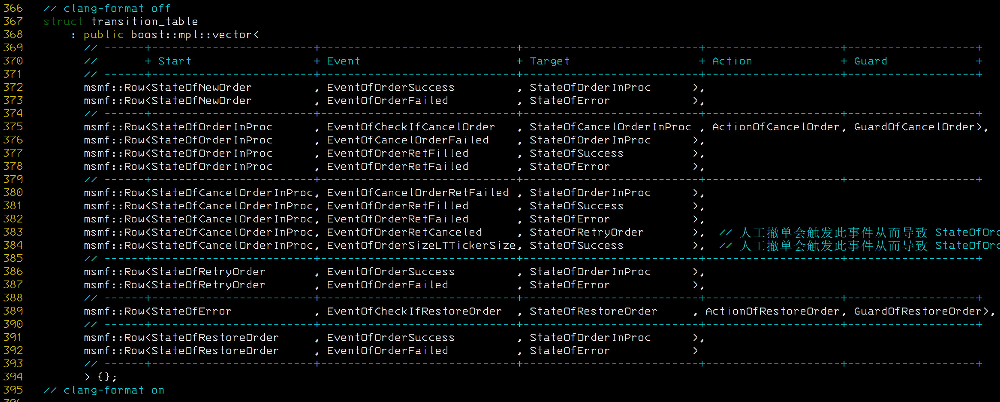 366   // clang-format off
367   struct transition_table
368       : public boost::mpl::vector<
369         // ------+------------------------+-----------------------------+--------------------------+--------------------+-------------------+
370         //       + Start                  + Event                       + Target                   + Action             + Guard             +
371         // ------+------------------------+-----------------------------+--------------------------+--------------------+-------------------+
372         msmf::Row<StateOfNewOrder         , EventOfOrderSuccess         , StateOfOrderInProc      >,
373         msmf::Row<StateOfNewOrder         , EventOfOrderFailed          , StateOfError            >,
374         // ------+------------------------+-----------------------------+--------------------------+--------------------+-------------------+
375         msmf::Row<StateOfOrderInProc      , EventOfCheckIfCancelOrder   , StateOfCancelOrderInProc , ActionOfCancelOrder, GuardOfCancelOrder>,
376         msmf::Row<StateOfOrderInProc      , EventOfCancelOrderFailed    , StateOfOrderInProc      >,
377         msmf::Row<StateOfOrderInProc      , EventOfOrderRetFilled       , StateOfSuccess          >,
378         msmf::Row<StateOfOrderInProc      , EventOfOrderRetFailed       , StateOfError            >,
379         // ------+------------------------+-----------------------------+--------------------------+--------------------+-------------------+
380         msmf::Row<StateOfCancelOrderInProc, EventOfCancelOrderRetFailed , StateOfOrderInProc      >,
381         msmf::Row<StateOfCancelOrderInProc, EventOfOrderRetFilled       , StateOfSuccess          >,
382         msmf::Row<StateOfCancelOrderInProc, EventOfOrderRetFailed       , StateOfError            >,
383         msmf::Row<StateOfCancelOrderInProc, EventOfOrderRetCanceled     , StateOfRetryOrder       >,  // 人工撤单会触发此事件从而导致
384         msmf::Row<StateOfCancelOrderInProc, EventOfOrderSizeLTTickerSize, StateOfSuccess          >,  // 人工撤单会触发此事件从而导致
385         // ------+------------------------+-----------------------------+--------------------------+--------------------+-------------------+
386         msmf::Row<StateOfRetryOrder       , EventOfOrderSuccess         , StateOfOrderInProc      >,
387         msmf::Row<StateOfRetryOrder       , EventOfOrderFailed          , StateOfError            >,
388         // ------+------------------------+-----------------------------+--------------------------+--------------------+-------------------+
389         msmf::Row<StateOfError            , EventOfCheckIfRestoreOrder  , StateOfRestoreOrder     , ActionOfRestoreOrder, GuardOfRestoreOrder>,
390         // ------+------------------------+-----------------------------+--------------------------+--------------------+-------------------+
391         msmf::Row<StateOfRestoreOrder     , EventOfOrderSuccess         , StateOfOrderInProc      >,
392         msmf::Row<StateOfRestoreOrder     , EventOfOrderFailed          , StateOfError            >
393         // ------+------------------------+-----------------------------+--------------------------+--------------------+-------------------+
394         > {};
395   // clang-format on